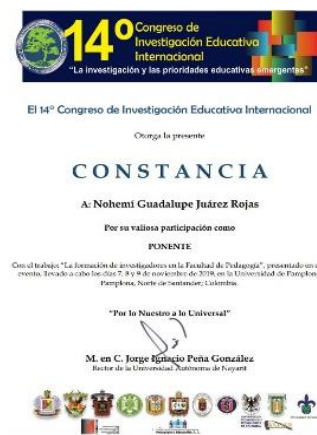 14º Congreso de
Investigación Educativa
Internacional
"La investigación y las prioridades educativas emergentes"
El 14º Congreso de Investigación Educativa Internacional
Otorga la presente
CONSTANCIA
A: Nohemí Guadalupe Juárez Rojas
Por su valiosa participación como
PONENTE
Con el trabajo: "La formación de investigadores en la Facultad de Pedagogía", presentado en
evento, llevado a cabo los días 7, 8 y 9 de noviembre de 2019, en la Universidad de Pamplona
Pamplona, Norte de Santander, Colombia.
"Por lo Nuestro a lo Universal"
M. en C. Jorge Ignacio Peña González
Rector de la Universidad Autónoma de Nayarit